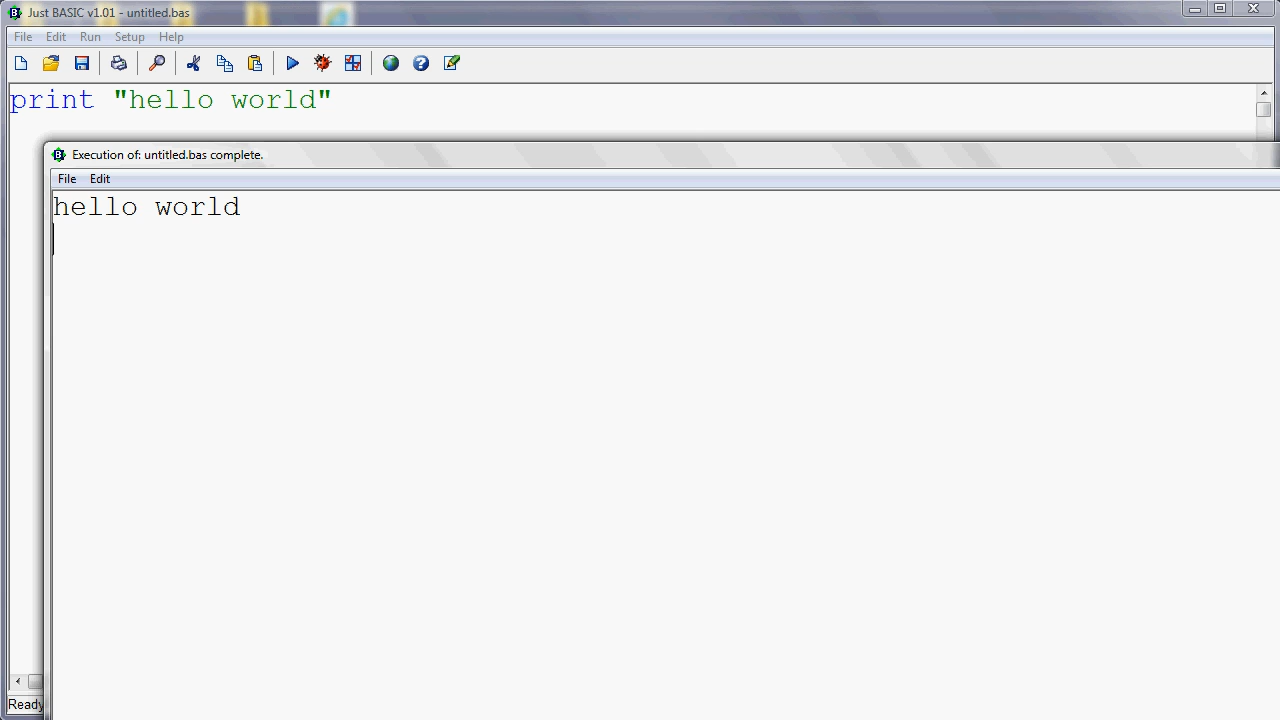 Just BASIC v1.01 - untitled.bas
File Edit Run Setup Help
print "hello world"
Execution of: untitled.bas complete.
File Edit
hello world
Ready